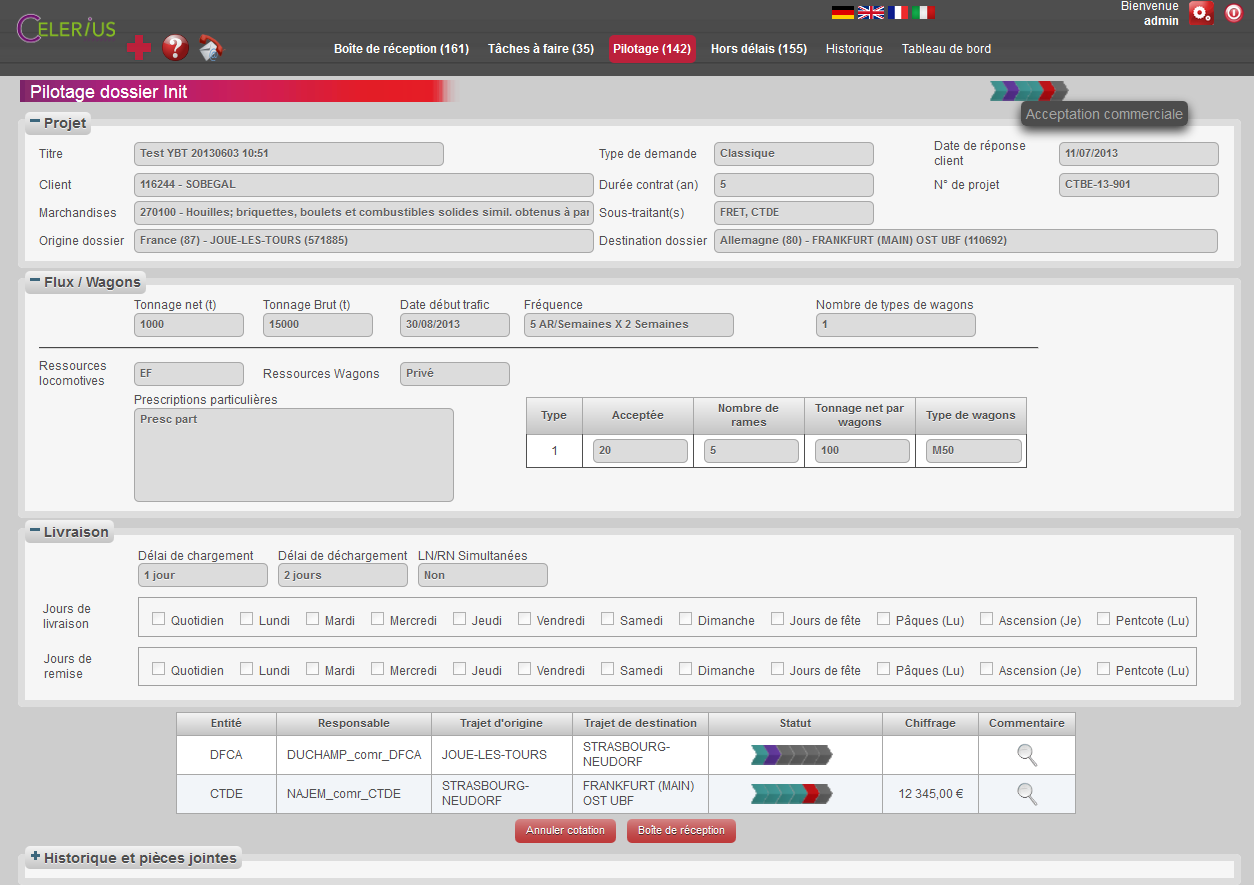 CELERiUS
Bienvenue
admin
Boîte de réception (161) Tâches à faire (35) Pilotage (142) Hors délais (155) Historique Tableau de bord
Pilotage dossier Init
Acceptation commerciale
Projet
Titre Test YBT 20130603 10:51 Type de demande Classique Date de réponse client 11/07/2013
Client 116244 - SOBEGAL Durée contrat (an) 5 N° de projet CTBE-13-901
Marchandises 270100 - Houilles; briquettes, boulets et combustibles solides simil. obtenus à par Sous-traitant(s) FRET, CTDE
Origine dossier France (87) - JOUE-LES-TOURS (571885) Destination dossier Allemagne (80) - FRANKFURT (MAIN) OST UBF (110692)
Flux / Wagons
Tonnage net (t) Tonnage Brut (t) Date début trafic Fréquence Nombre de types de wagons
1000 15000 30/08/2013 5 AR/Semaines X 2 Semaines 1
Ressources locomotives EF Ressources Wagons Privé
Prescriptions particulières
Presc part
Type Acceptée Nombre de rames Tonnage net par wagons Type de wagons
1 20 5 100 M50
Livraison
Délai de chargement Délai de déchargement LN/RN Simultanées
1 jour 2 jours Non
Jours de livraison Quotidien Lundi Mardi Mercredi Jeudi Vendredi Samedi Dimanche Jours de fête Pâques (Lu) Ascension (Je) Pentcote (Lu)
Jours de remise Quotidien Lundi Mardi Mercredi Jeudi Vendredi Samedi Dimanche Jours de fête Pâques (Lu) Ascension (Je) Pentcote (Lu)
Entité Responsable Trajet d'origine Trajet de destination Statut Chiffrage Commentaire
DFCA DUCHAMP_comr_DFCA JOUE-LES-TOURS STRASBOURG-NEUDORF
CTDE NAJEM_comr_CTDE STRASBOURG-NEUDORF FRANKFURT (MAIN) OST UBF 12 345,00 €
Annuler cotation Boîte de réception
Historique et pièces jointes